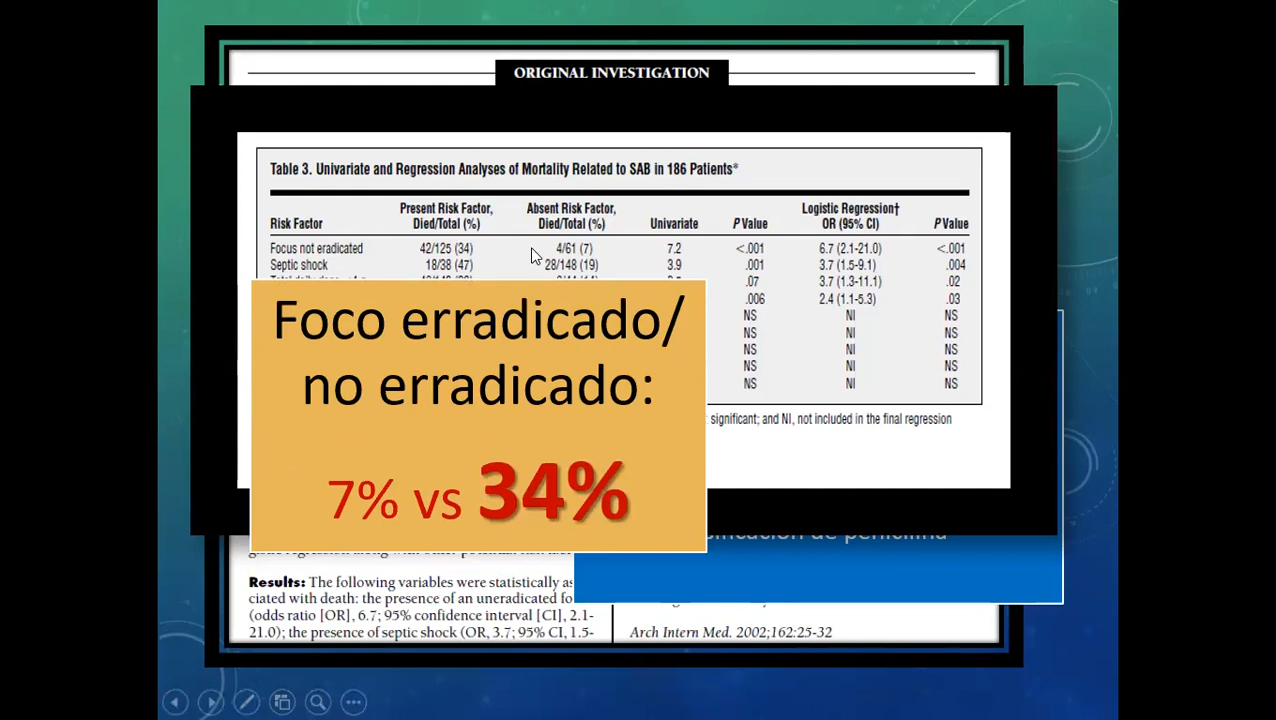 ORIGINAL INVESTIGATION
Table 3. Univariate and Regression Analyses of Mortality Related to SAB in 186 Patients*
Present Risk Factor, Absent Risk Factor, Logistic Regression†
Risk Factor Died/Total (%) Died/Total (%) Univariate P Value OR (95% CI) P Value
Focus not eradicated 42/125 (34) 4/61 (7) 7.2 <.001 6.7 (2.1-21.0) <.001
Septic shock 18/38 (47) 28/148 (19) 3.9 .001 3.7 (1.5-9.1) .004
.07 3.7 (1.3-11.1) .02
.006 2.4 (1.1-5.3) .03
NS NI NS
NS NI NS
NS NI NS
NS NI NS
NS NI NS
significant; and NI, not included in the final regression
Foco erradicado/
no erradicado:
7% vs 34%
de penicilina
Results: The following variables were statistically as
ciated with death: the presence of an uneradicated fo
(odds ratio [OR], 6.7; 95% confidence interval [CI], 2.1-
21.0); the presence of septic shock (OR, 3.7; 95% CI, 1.5-
Arch Intern Med. 2002;162:25-32